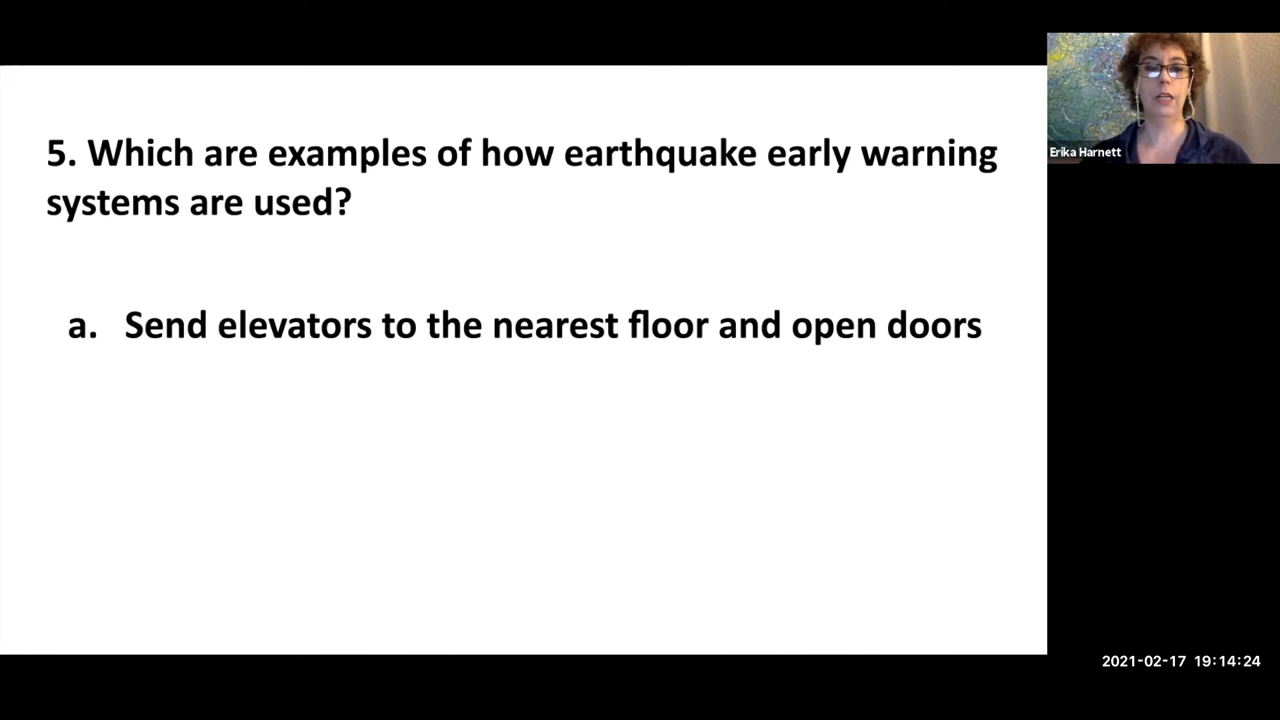 5. Which are examples of how earthquake early warning
systems are used?
a. Send elevators to the nearest floor and open doors
Erika Harnett
2021-02-17 19:14:24